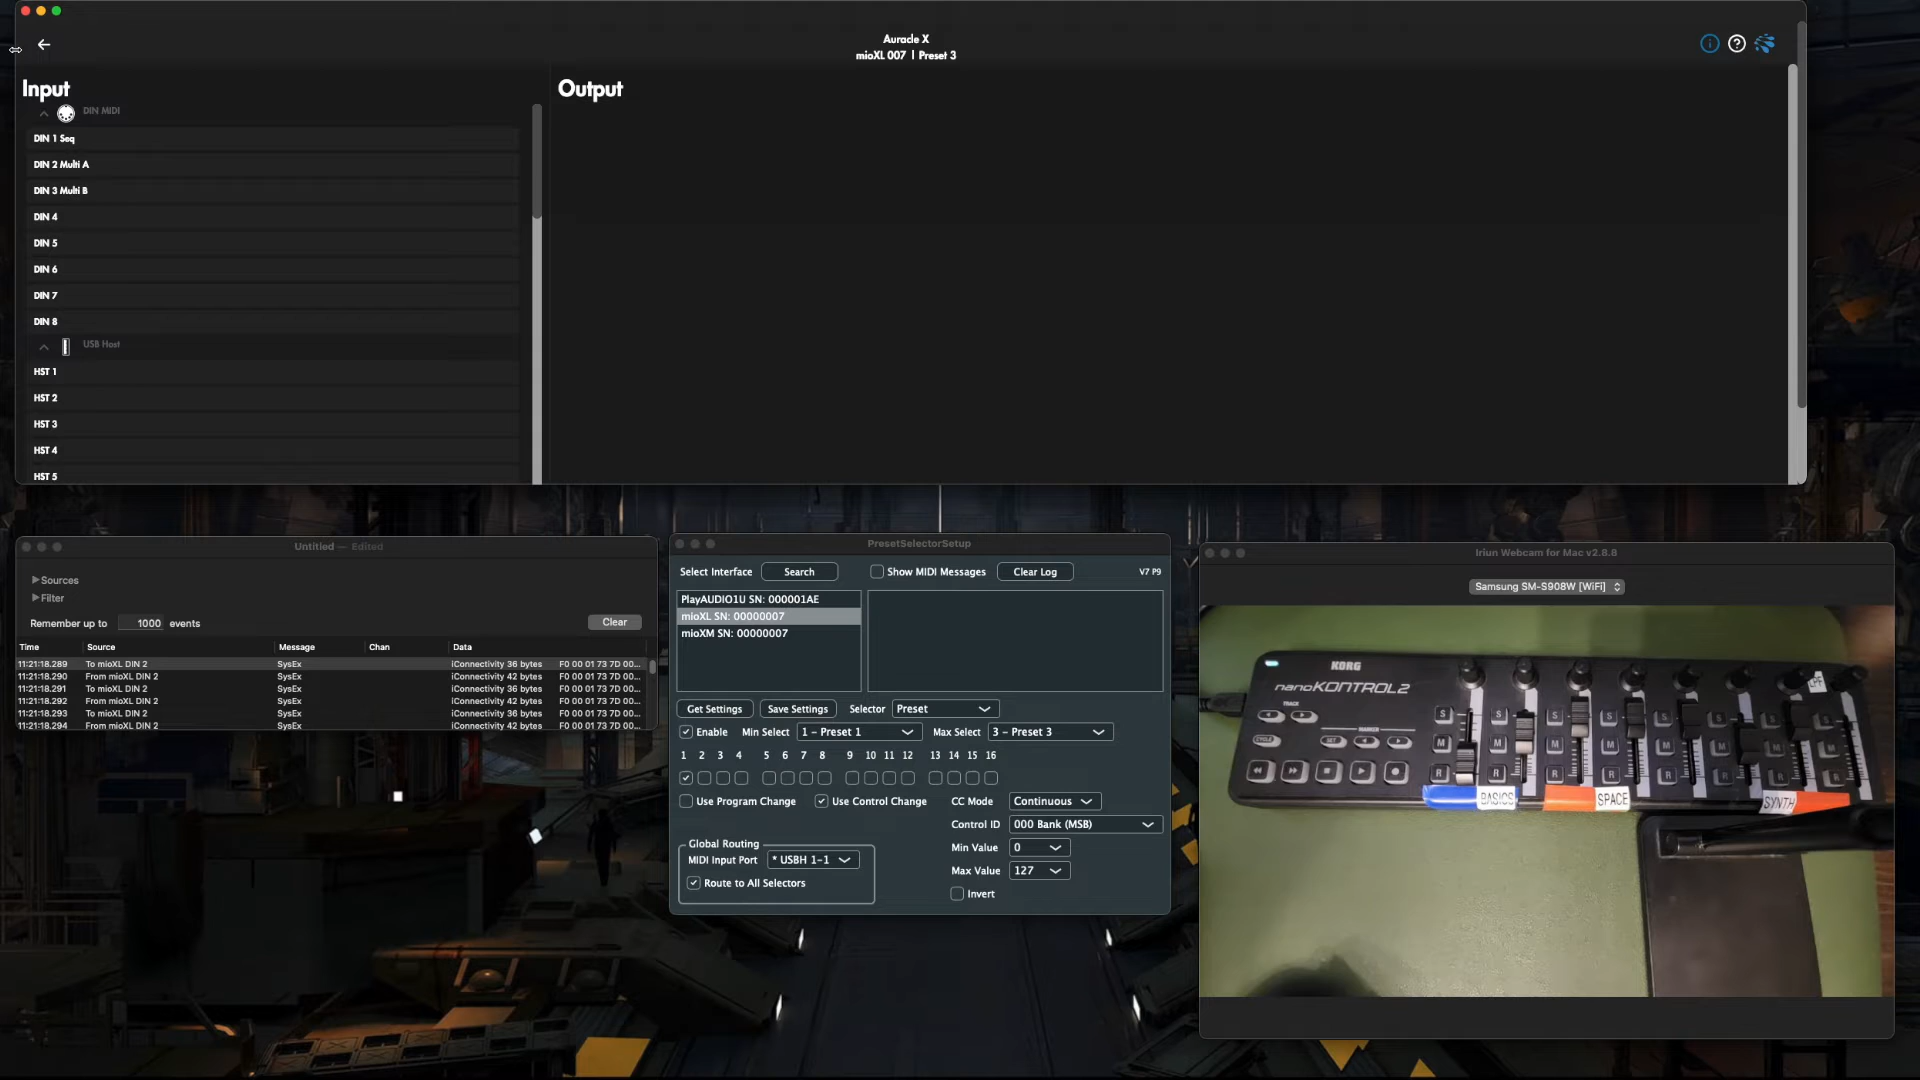 Auracle X
mioXL 007 | Preset 3
Input
DIN MIDI
DIN 1 Seq
DIN 2 Multi A
DIN 3 Multi B
DIN 4
DIN 5
DIN 6
DIN 7
DIN 8
USB Host
HST 1
HST 2
HST 3
HST 4
HST 5
Output
Untitled — Edited
Sources
Filter
Remember up to 1000 events
Clear
Time Source Message Chan Data
11:21:18.289 To mioXL DIN 2 SysEx iConnectivity 36 bytes F0 00 01 73 7D 00...
11:21:18.290 From mioXL DIN 2 SysEx iConnectivity 42 bytes F0 00 01 73 7D 00...
11:21:18.291 To mioXL DIN 2 SysEx iConnectivity 36 bytes F0 00 01 73 7D 00...
11:21:18.292 From mioXL DIN 2 SysEx iConnectivity 42 bytes F0 00 01 73 7D 00...
11:21:18.293 To mioXL DIN 2 SysEx iConnectivity 36 bytes F0 00 01 73 7D 00...
11:21:18.294 From mioXL DIN 2 SysEx iConnectivity 42 bytes F0 00 01 73 7D 00...
PresetSelectorSetup
Select Interface Search Show MIDI Messages Clear Log V7 P9
PlayAUDIO1U SN: 000001AE
mioXL SN: 00000007
mioXM SN: 00000007
Get Settings Save Settings Selector Preset
Enable Min Select 1 - Preset 1 Max Select 3 - Preset 3
1 2 3 4 5 6 7 8 9 10 11 12 13 14 15 16
Use Program Change Use Control Change CC Mode Continuous
Control ID 000 Bank (MSB)
Global Routing
MIDI Input Port * USBH 1-1
Min Value 0
Max Value 127
Route to All Selectors
Invert
Iriun Webcam for Mac v2.8.8
Samsung SM-S908W [WiFi]
KORG
nanoKONTROL2
TRACK
MARKER
CYCLE
SET
S S S S S
M M M M M M M
R R R R R R R
BASICS
SPACE
SYNTH